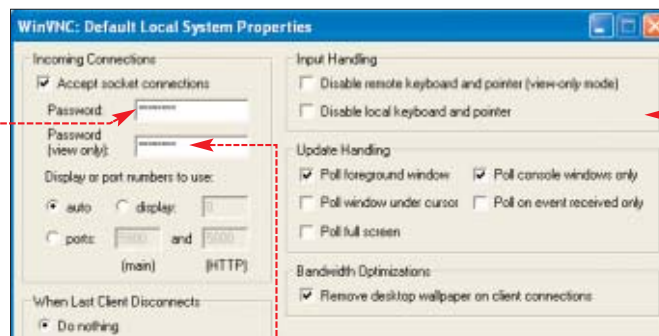 WinVNC: Default Local System Properties
Incoming Connections
Accept socket connections
Password:
Password
(view only):
Display or port numbers to use:
auto display: 0
ports: 5900 and 5800
(main) (HTTP)
When Last Client Disconnects
Do nothing
Input Handling
Disable remote keyboard and pointer (view-only mode)
Disable local keyboard and pointer
Update Handling
Poll foreground window Poll console windows only
Poll window under cursor Poll on event received only
Poll full screen
Bandwidth Optimizations
Remove desktop wallpaper on client connections